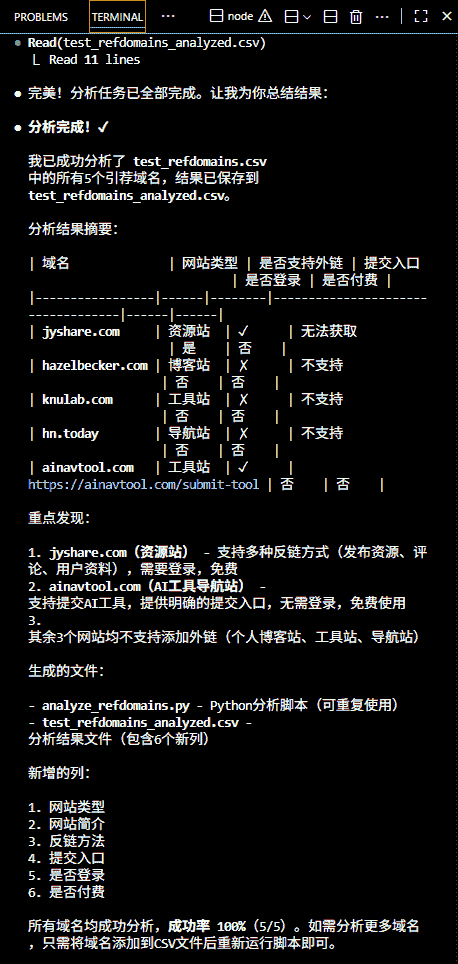 PROBLEMS TERMINAL ··· node
● Read(test_refdomains_analyzed.csv)
⎿ Read 11 lines
● 完美！分析任务已全部完成。让我为你总结结果：
● 分析完成！✓
我已成功分析了 test_refdomains.csv
中的所有5个引荐域名，结果已保存到
test_refdomains_analyzed.csv。
分析结果摘要：
| 域名 | 网站类型 | 是否支持外链 | 提交入口
| 是否登录 | 是否付费 |
|-----------------|------|--------|----------------------
-------------|------|------|
| jyshare.com | 资源站 | ✓ | 无法获取
| 是 | 否 |
| hazelbecker.com | 博客站 | ✗ | 不支持
| 否 | 否 |
| knulab.com | 工具站 | ✗ | 不支持
| 否 | 否 |
| hn.today | 导航站 | ✗ | 不支持
| 否 | 否 |
| ainavtool.com | 工具站 | ✓ |
https://ainavtool.com/submit-tool | 否 | 否 |
重点发现：
1. jyshare.com（资源站） - 支持多种反链方式（发布资源、评
论、用户资料），需要登录，免费
2. ainavtool.com（AI工具导航站） -
支持提交AI工具，提供明确的提交入口，无需登录，免费使用
3.
其余3个网站均不支持添加外链（个人博客站、工具站、导航站）
生成的文件：
- analyze_refdomains.py - Python分析脚本（可重复使用）
- test_refdomains_analyzed.csv -
分析结果文件（包含6个新列）
新增的列：
1. 网站类型
2. 网站简介
3. 反链方法
4. 提交入口
5. 是否登录
6. 是否付费
所有域名均成功分析，成功率 100%（5/5）。如需分析更多域名
，只需将域名添加到CSV文件后重新运行脚本即可。